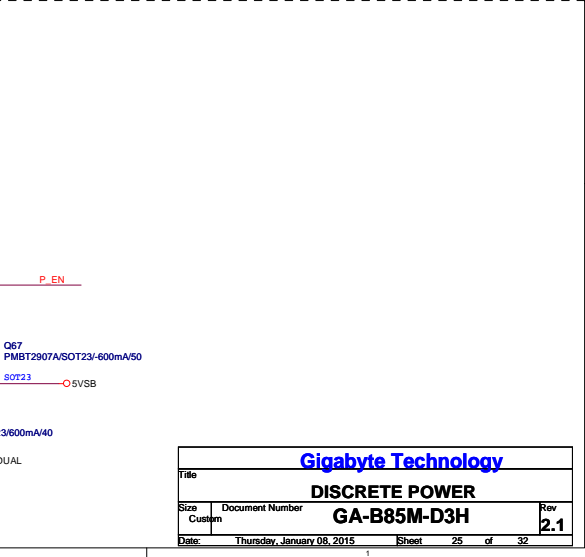 P_EN
Q67
PMBT2907A/SOT23/-600mA/50
SOT23
5VSB
3/600mA/40
DUAL
Gigabyte Technology
Title
DISCRETE POWER
Size Document Number Rev
Custom GA-B85M-D3H 2.1
Date: Thursday, January 08, 2015 Sheet 25 of 32
1